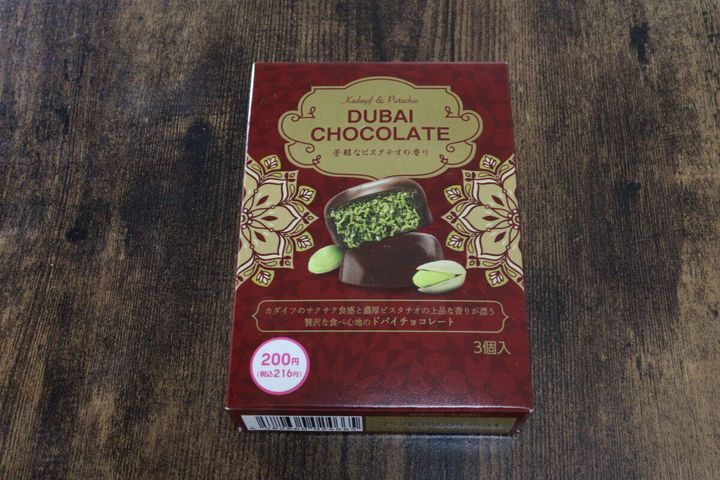 Kadayif & Pistachio
DUBAI
CHOCOLATE
芳醇なピスタチオの香り
カダイフのサクサク食感と濃厚ピスタチオの上品な香りが漂う
贅沢な食べ心地のドバイチョコレート
200円
(税込216円)
3個入